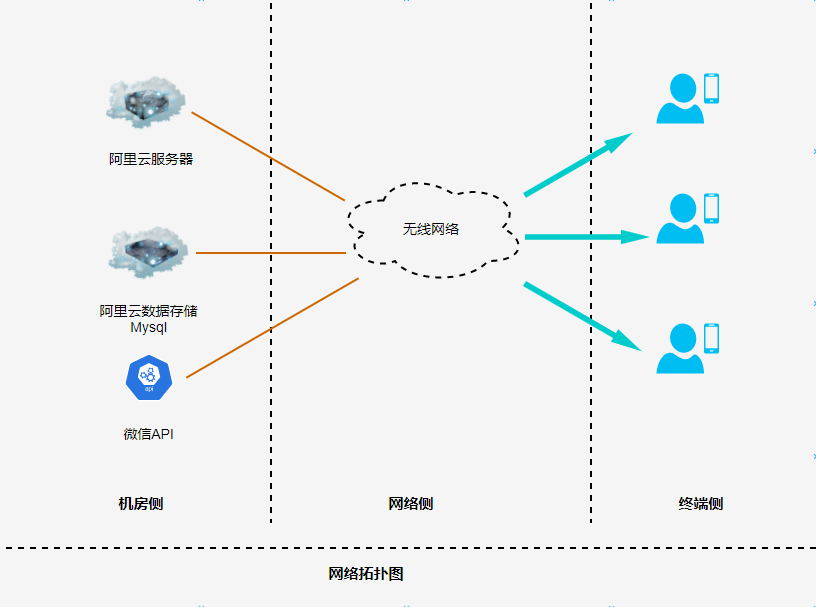 阿里云服务器
无线网络
阿里云数据存储
Mysql
api
微信API
机房侧
网络侧
终端侧
网络拓扑图